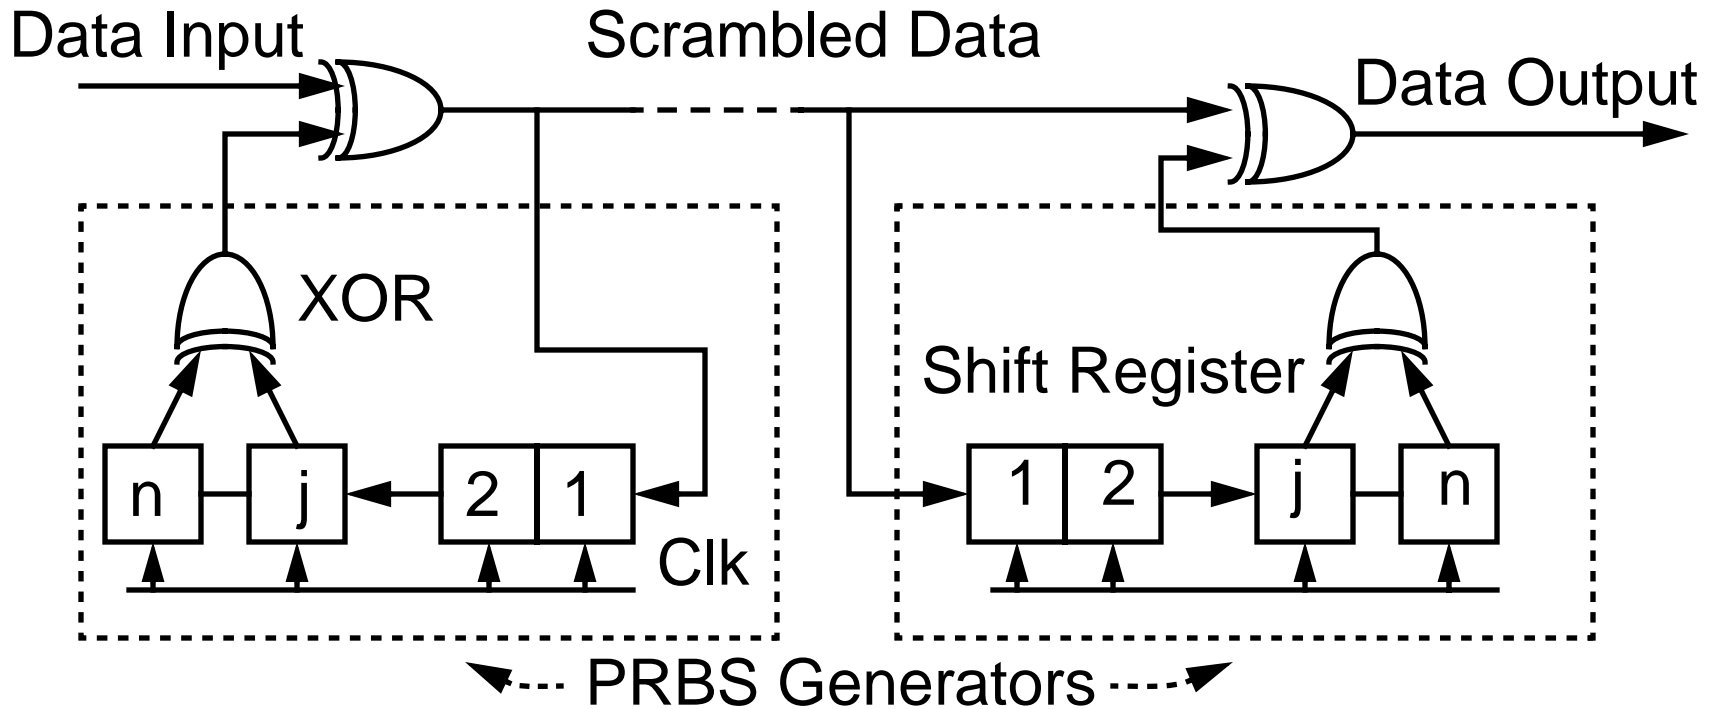 Data Input
Scrambled Data
Data Output
XOR
Shift Register
n
j
2
1
1
2
j
n
Clk
PRBS Generators